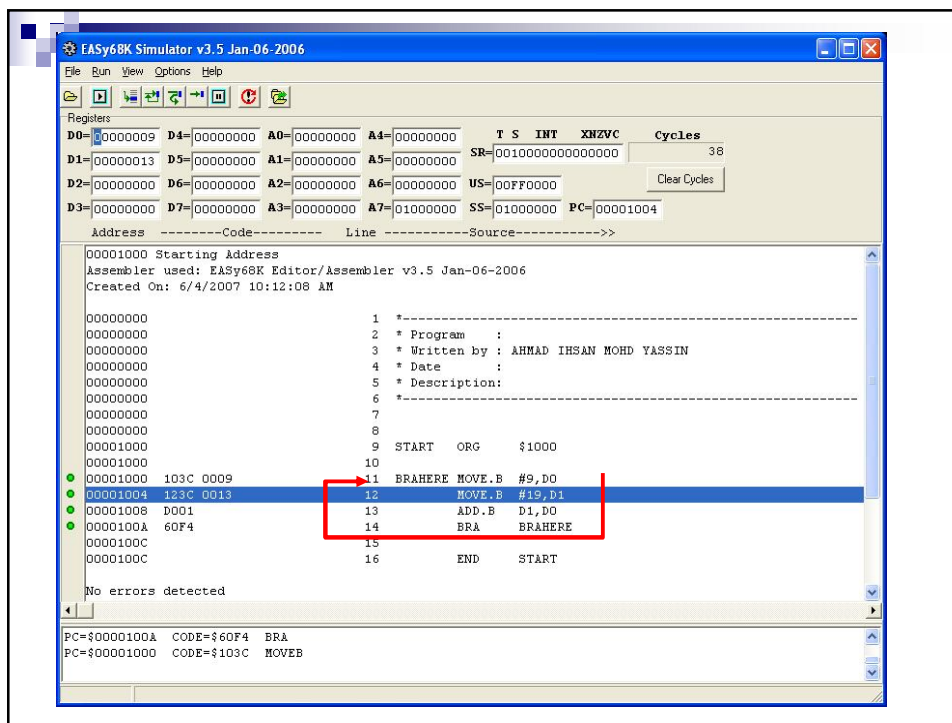 EASy68K Simulator v3.5 Jan-06-2006
File Run View Options Help
Registers
T S INT XNZVC Cycles
D0= 00000009 D4= 00000000 A0= 00000000 A4= 00000000 SR= 0010000000000000 38
D1= 00000013 D5= 00000000 A1= 00000000 A5= 00000000
D2= 00000000 D6= 00000000 A2= 00000000 A6= 00000000 US= 00FF0000 Clear Cycles
D3= 00000000 D7= 00000000 A3= 00000000 A7= 01000000 SS= 01000000 PC= 00001004
Address --------Code--------- Line -----------Source----------->>
00001000 Starting Address
Assembler used: EASy68K Editor/Assembler v3.5 Jan-06-2006
Created On: 6/4/2007 10:12:08 AM
00000000 1 *-----------------------------------------------------------
00000000 2 * Program :
00000000 3 * Written by : AHMAD IHSAN MOHD YASSIN
00000000 4 * Date :
00000000 5 * Description:
00000000 6 *-----------------------------------------------------------
00000000 7
00000000 8
00001000 9 START ORG $1000
00001000 10
00001000 103C 0009 11 BRAHERE MOVE.B #9,D0
00001004 123C 0013 12 MOVE.B #19,D1
00001008 D001 13 ADD.B D1,D0
0000100A 60F4 14 BRA BRAHERE
0000100C 15
0000100C 16 END START
No errors detected
PC=$0000100A CODE=$60F4 BRA
PC=$00001000 CODE=$103C MOVEB